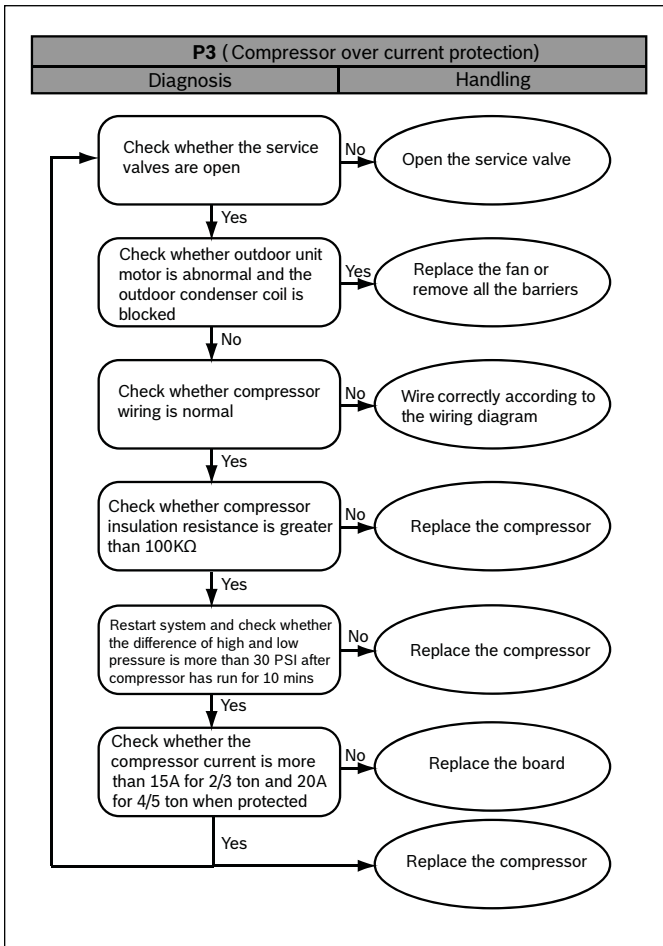 P3 ( Compressor over current protection)
Diagnosis
Handling
Check whether the service
valves are open
No
Open the service valve
Yes
Check whether outdoor unit
motor is abnormal and the
outdoor condenser coil is
blocked
Yes
Replace the fan or
remove all the barriers
No
Check whether compressor
wiring is normal
No
Wire correctly according to
the wiring diagram
Yes
Check whether compressor
insulation resistance is greater
than 100KΩ
No
Replace the compressor
Yes
Restart system and check whether
the difference of high and low
pressure is more than 30 PSI after
compressor has run for 10 mins
No
Replace the compressor
Yes
Check whether the
compressor current is more
than 15A for 2/3 ton and 20A
for 4/5 ton when protected
No
Replace the board
Yes
Replace the compressor